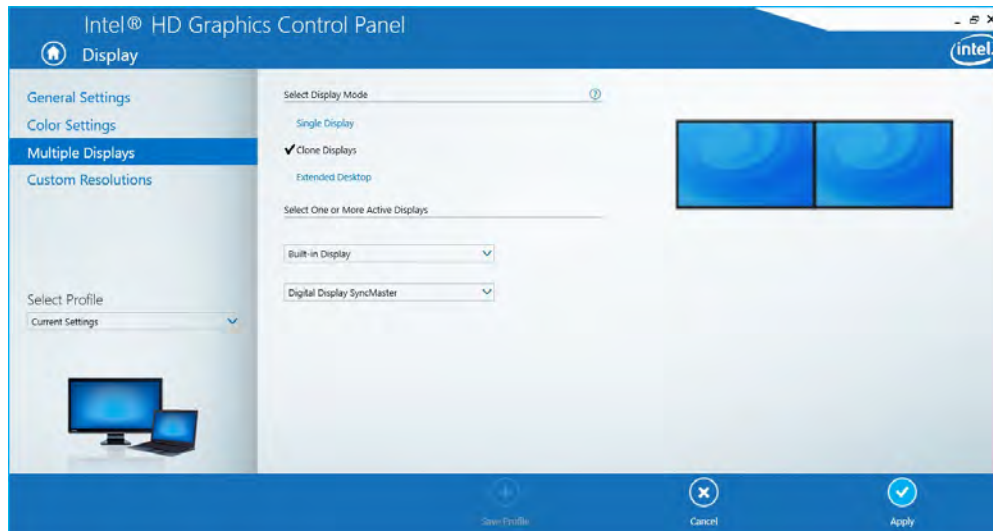 Intel® HD Graphics Control Panel
Display
intel
General Settings
Color Settings
Multiple Displays
Custom Resolutions
Select Profile
Current Settings
Select Display Mode
Single Display
Clone Displays
Extended Desktop
Select One or More Active Displays
Built-in Display
Digital Display SyncMaster
Save Profile
Cancel
Apply